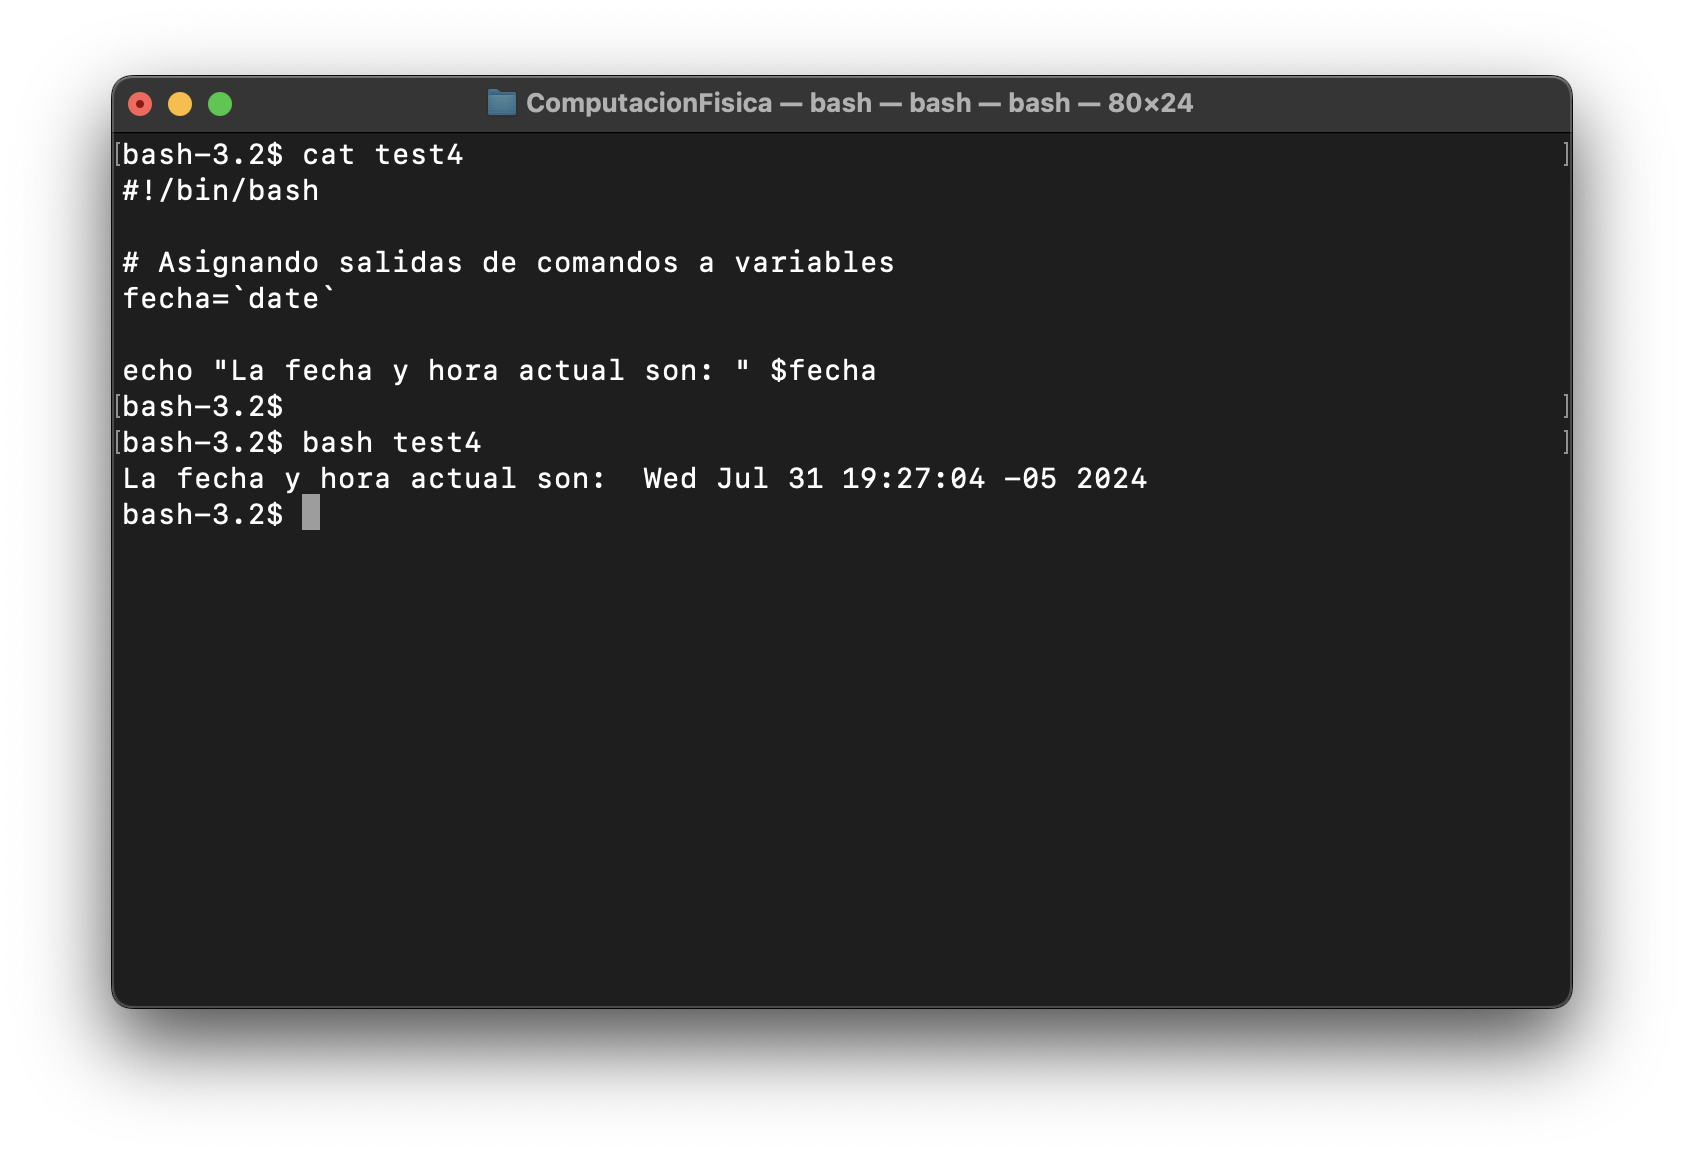 ComputacionFisica — bash — bash — bash — 80×24
[bash-3.2$ cat test4 ]
#!/bin/bash
# Asignando salidas de comandos a variables
fecha=`date`
echo "La fecha y hora actual son: " $fecha
[bash-3.2$ ]
[bash-3.2$ bash test4 ]
La fecha y hora actual son:  Wed Jul 31 19:27:04 -05 2024
bash-3.2$